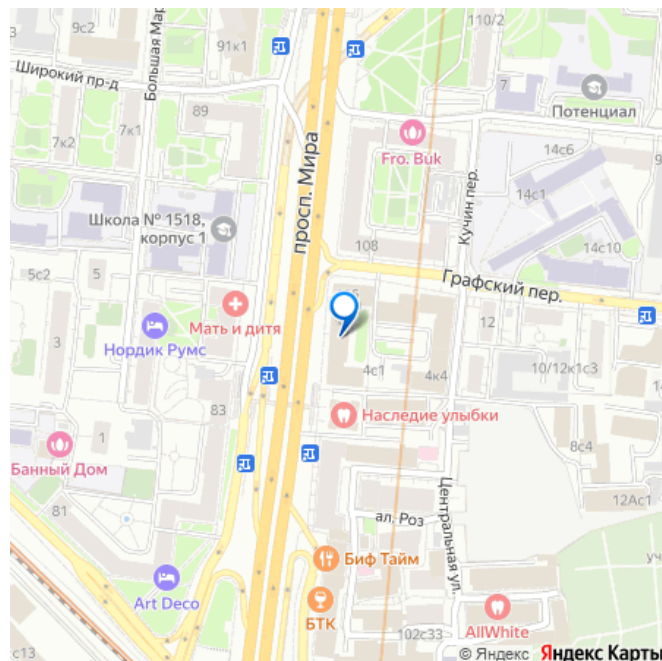 9с2
91к1
110/2
Большая Мар
Широкий пр-д
7
Потенциал
89
просп. Мира
7к2
7к1
Fro. Buk
14с6
9
Школа № 1518,
корпус 1
14с1
Кучин пер.
108
14с10
5с2
5
Графский пер.
Мать и дитя
12
Нордик Румс
3
10/12к1с3
4с1
4к4
83
Наследие улыбки
1
8с4
Банный Дом
12Ас1
81
ал. Роз
Центральная ул.
Биф Тайм
уч
Art Deco
БТК
AllWhite
102с33
с13
© Яндекс Яндекс Карты